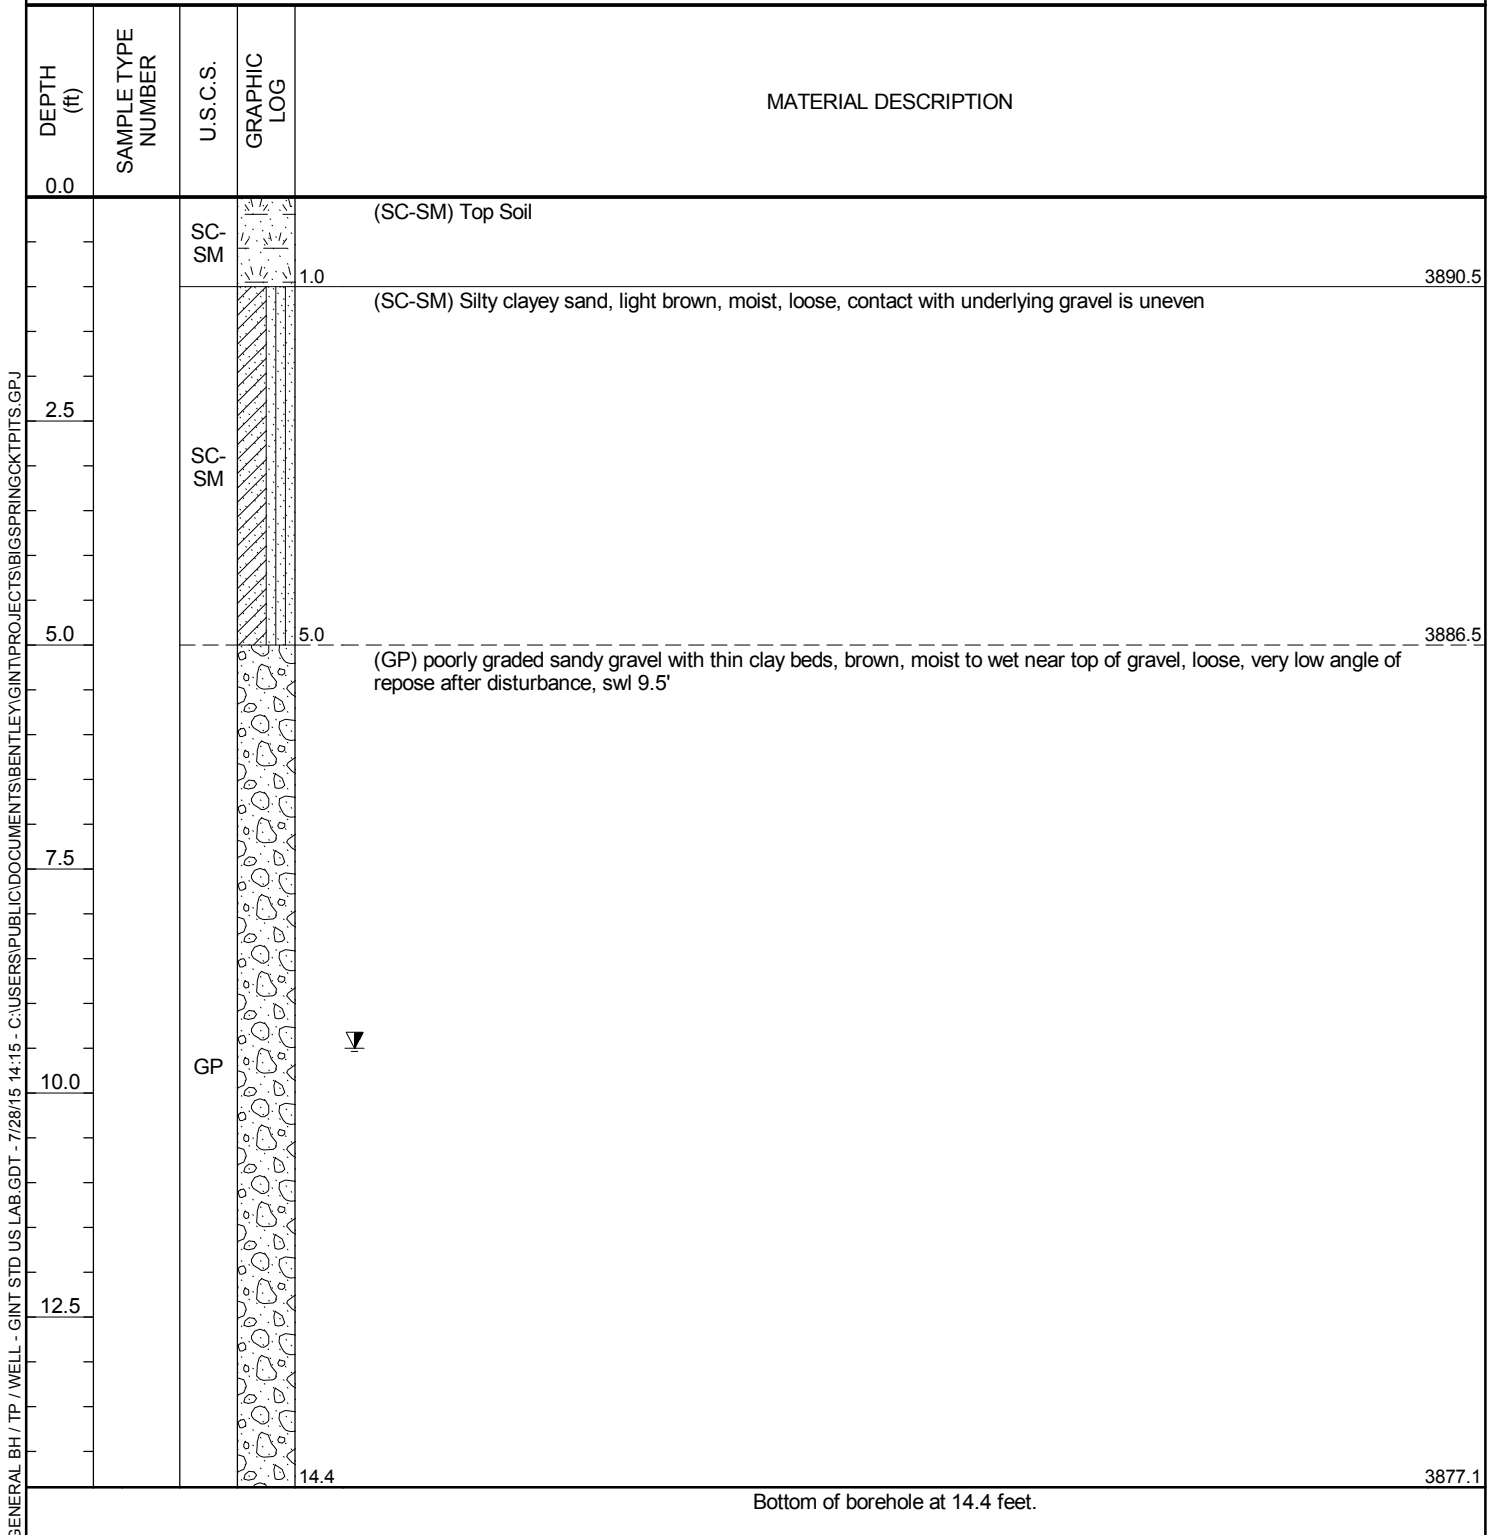 DEPTH
(ft)
SAMPLE TYPE
NUMBER
U.S.C.S.
GRAPHIC
LOG
MATERIAL DESCRIPTION
0.0
SC-
SM
(SC-SM) Top Soil
1.0
3890.5
(SC-SM) Silty clayey sand, light brown, moist, loose, contact with underlying gravel is uneven
2.5
SC-
SM
5.0
5.0
3886.5
(GP) poorly graded sandy gravel with thin clay beds, brown, moist to wet near top of gravel, loose, very low angle of
repose after disturbance, swl 9.5'
7.5
GP
10.0
12.5
14.4
3877.1
Bottom of borehole at 14.4 feet.
GENERAL BH / TP / WELL - GINT STD US LAB.GDT - 7/28/15 14:15 - C:\USERS\PUBLIC\DOCUMENTS\BENTLEY\GINT\PROJECTS\BIGSPRINGCKTPITS.GPJ